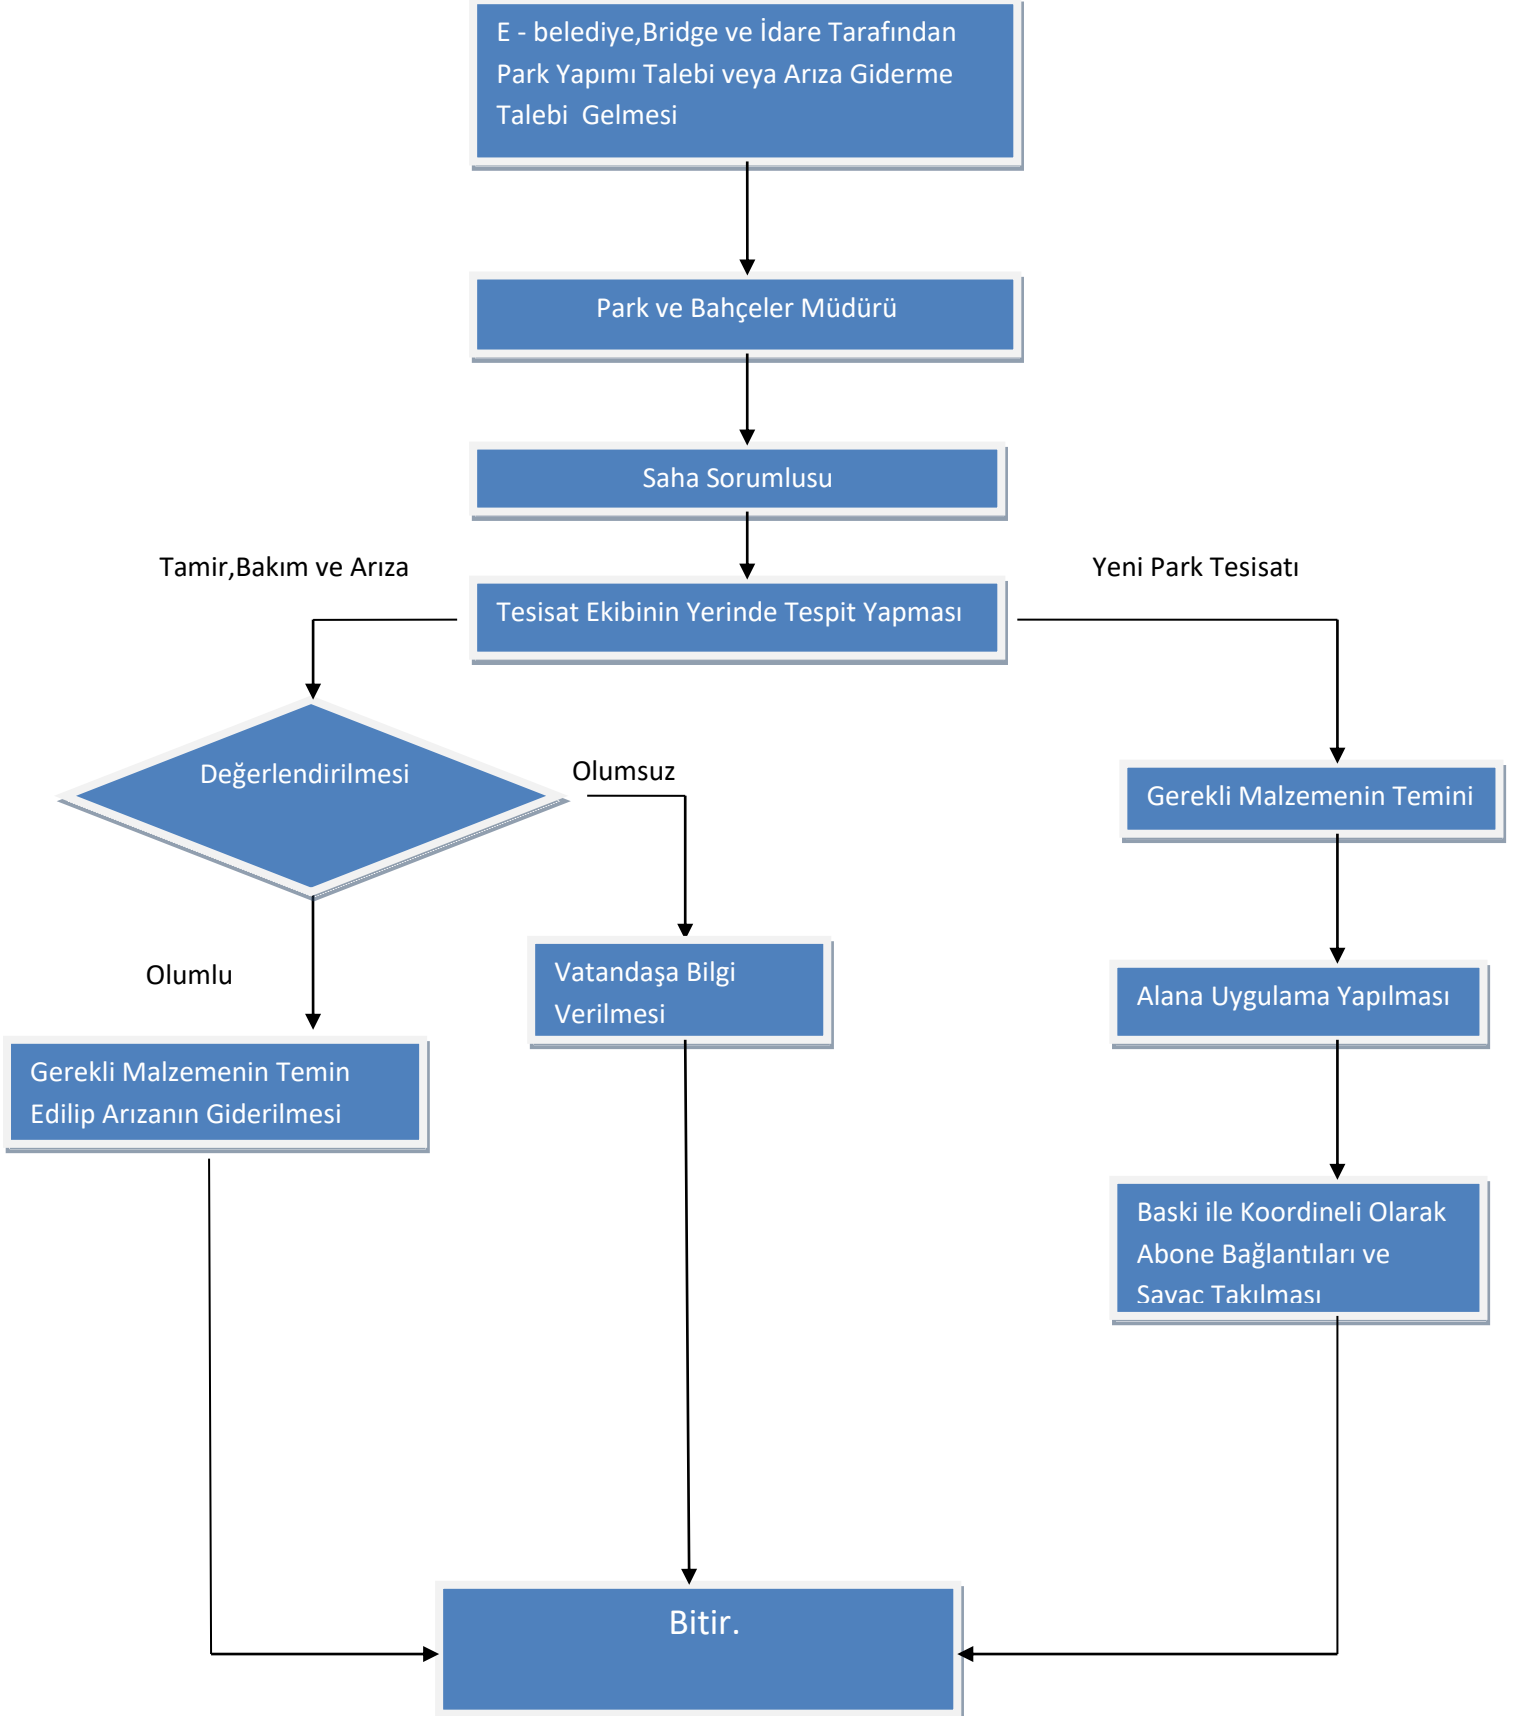 E - belediye,Bridge ve İdare Tarafından
Park Yapımı Talebi veya Arıza Giderme
Talebi  Gelmesi
Park ve Bahçeler Müdürü
Saha Sorumlusu
Tamir,Bakım ve Arıza
Yeni Park Tesisatı
Tesisat Ekibinin Yerinde Tespit Yapması
Değerlendirilmesi
Olumsuz
Gerekli Malzemenin Temini
Olumlu
Vatandaşa Bilgi
Verilmesi
Alana Uygulama Yapılması
Gerekli Malzemenin Temin
Edilip Arızanın Giderilmesi
Baski ile Koordineli Olarak
Abone Bağlantıları ve
Sayaç Takılması
Bitir.